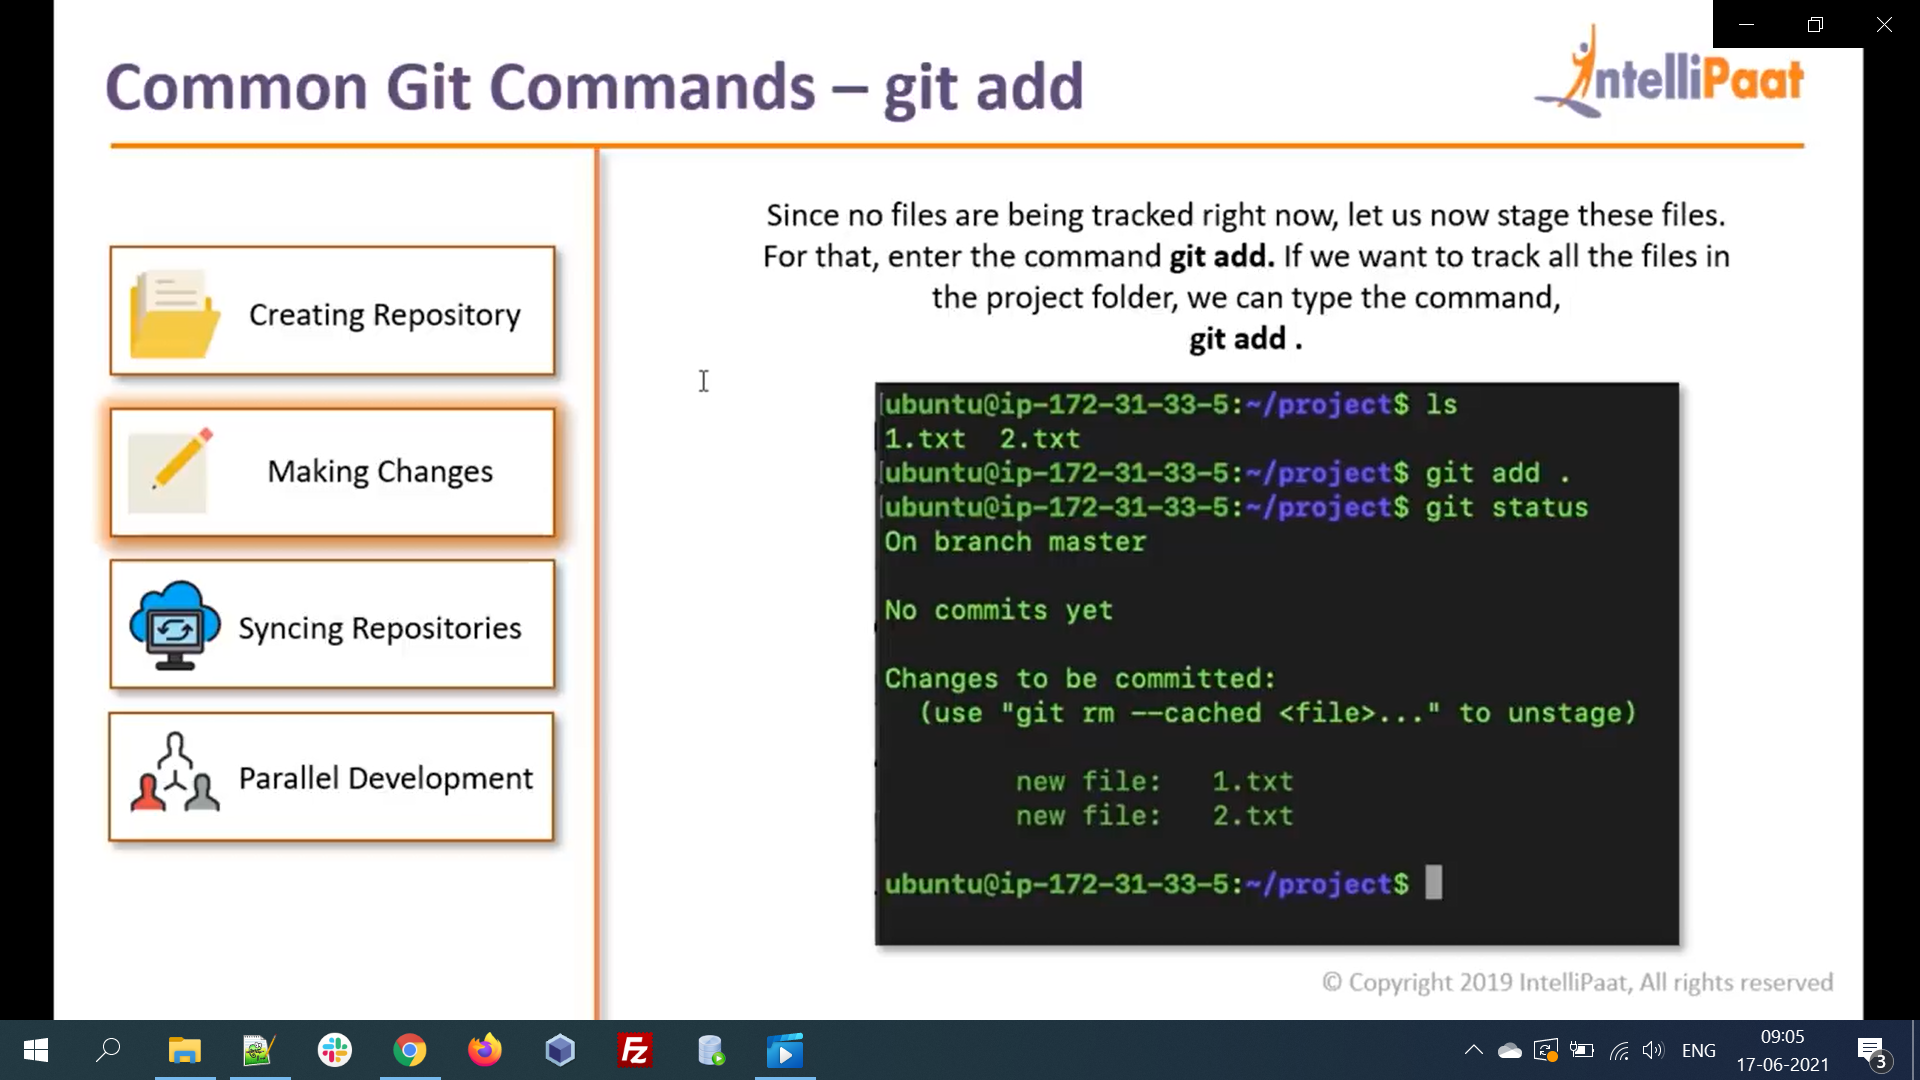 Common Git Commands – git add
IntelliPaat
Creating Repository
Making Changes
Syncing Repositories
Parallel Development
Since no files are being tracked right now, let us now stage these files.
For that, enter the command git add. If we want to track all the files in
the project folder, we can type the command,
git add .
ubuntu@ip-172-31-33-5:~/project$ ls
1.txt  2.txt
ubuntu@ip-172-31-33-5:~/project$ git add .
ubuntu@ip-172-31-33-5:~/project$ git status
On branch master
No commits yet
Changes to be committed:
(use "git rm --cached <file>..." to unstage)
new file:   1.txt
new file:   2.txt
ubuntu@ip-172-31-33-5:~/project$
© Copyright 2019 IntelliPaat, All rights reserved
Fz
ENG
09:05
17-06-2021
3